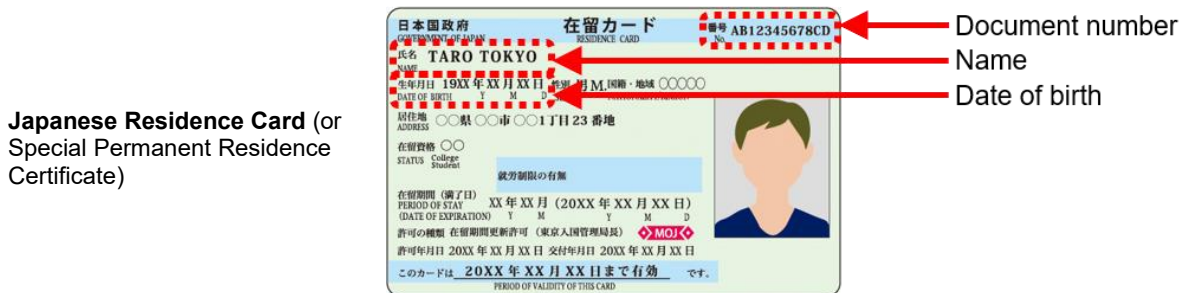 日本国政府
GOVERNMENT OF JAPAN
在留カード
RESIDENCE CARD
番号 AB12345678CD
No.
Document number
氏名 TARO TOKYO
NAME
Name
生年月日 19XX 年 XX 月 XX 日 性別 男 M. 国籍・地域 ○○○○○
DATE OF BIRTH Y M D
Date of birth
居住地 ○○県○○市○○1丁目23番地
ADDRESS
Japanese Residence Card (or
Special Permanent Residence
Certificate)
在留資格 ○○
STATUS College
Student
就労制限の有無
在留期間（満了日） XX 年 XX 月 (20XX 年 XX 月 XX 日)
PERIOD OF STAY
(DATE OF EXPIRATION) Y M Y M D
許可の種類 在留期間更新許可（東京入国管理局長） MOJ
許可年月日 20XX 年 XX 月 XX 日 交付年月日 20XX 年 XX 月 XX 日
このカードは 20XX 年 XX 月 XX 日まで有効 です。
PERIOD OF VALIDITY OF THIS CARD